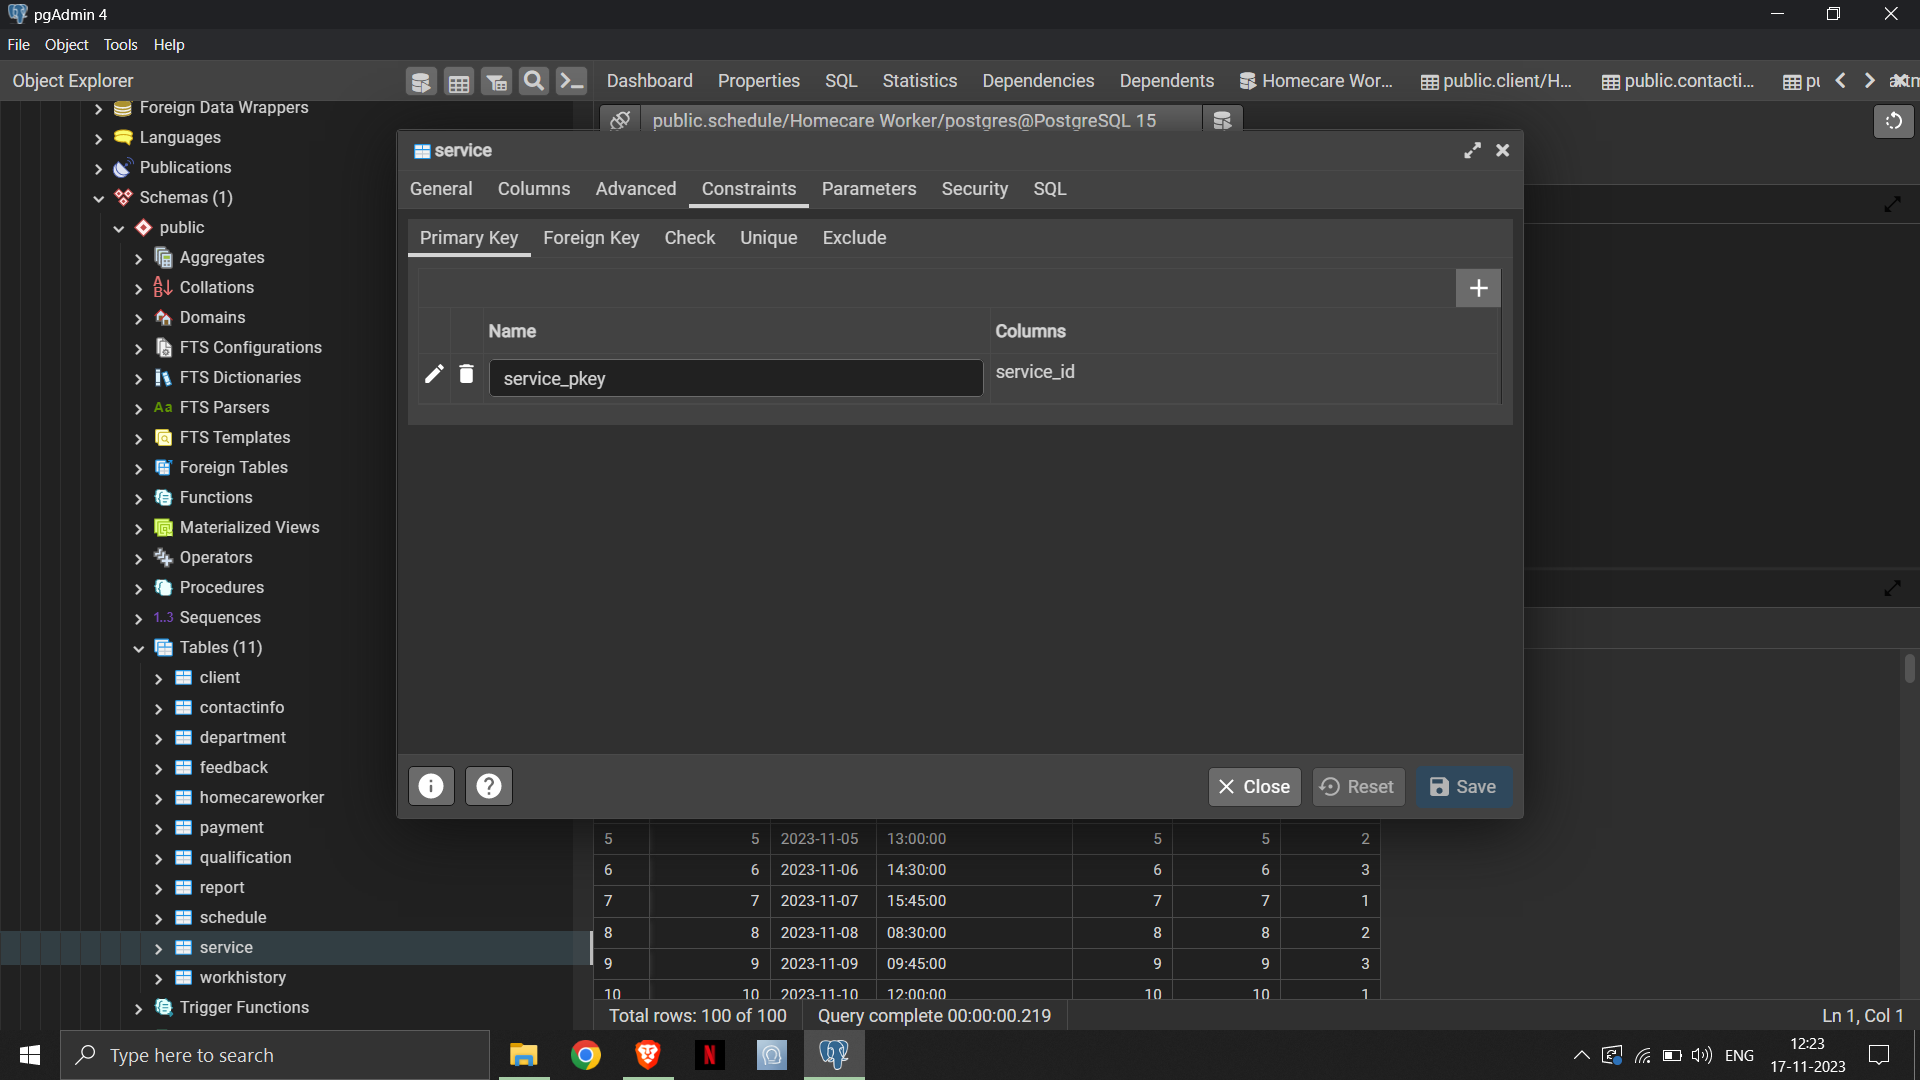 pgAdmin 4
File Object Tools Help
Object Explorer
Dashboard Properties SQL Statistics Dependencies Dependents Homecare Wor... public.client/H... public.contacti...
public.schedule/Homecare Worker/postgres@PostgreSQL 15
Foreign Data Wrappers
Languages
Publications
Schemas (1)
public
Aggregates
Collations
Domains
FTS Configurations
FTS Dictionaries
Aa FTS Parsers
FTS Templates
Foreign Tables
Functions
Materialized Views
Operators
Procedures
1..3 Sequences
Tables (11)
client
contactinfo
department
feedback
homecareworker
payment
qualification
report
schedule
service
workhistory
Trigger Functions
service
General Columns Advanced Constraints Parameters Security SQL
Primary Key Foreign Key Check Unique Exclude
Name Columns
service_pkey service_id
Close Reset Save
5 5 2023-11-05 13:00:00 5 5 2
6 6 2023-11-06 14:30:00 6 6 3
7 7 2023-11-07 15:45:00 7 7 1
8 8 2023-11-08 08:30:00 8 8 2
9 9 2023-11-09 09:45:00 9 9 3
10 10 2023-11-10 12:00:00 10 10 1
Total rows: 100 of 100 Query complete 00:00:00.219 Ln 1, Col 1
Type here to search
ENG
12:23
17-11-2023